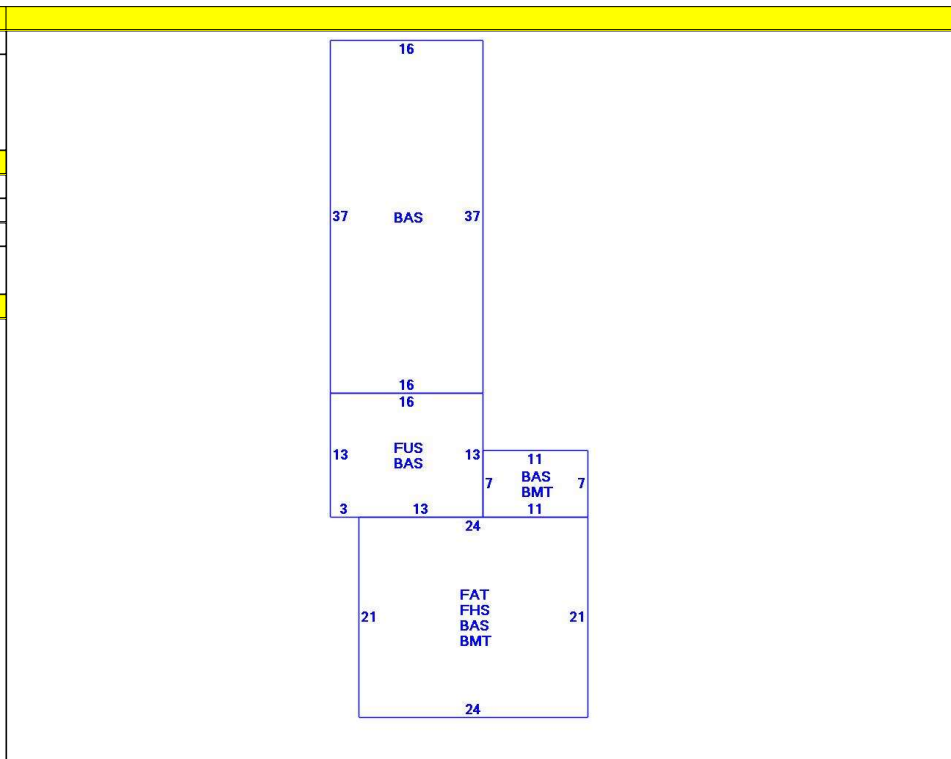 16
37 BAS 37
16
16
13 FUS 13
BAS
11
7 BAS 7
BMT
3 13 11
24
FAT
FHS
21 BAS 21
BMT
24